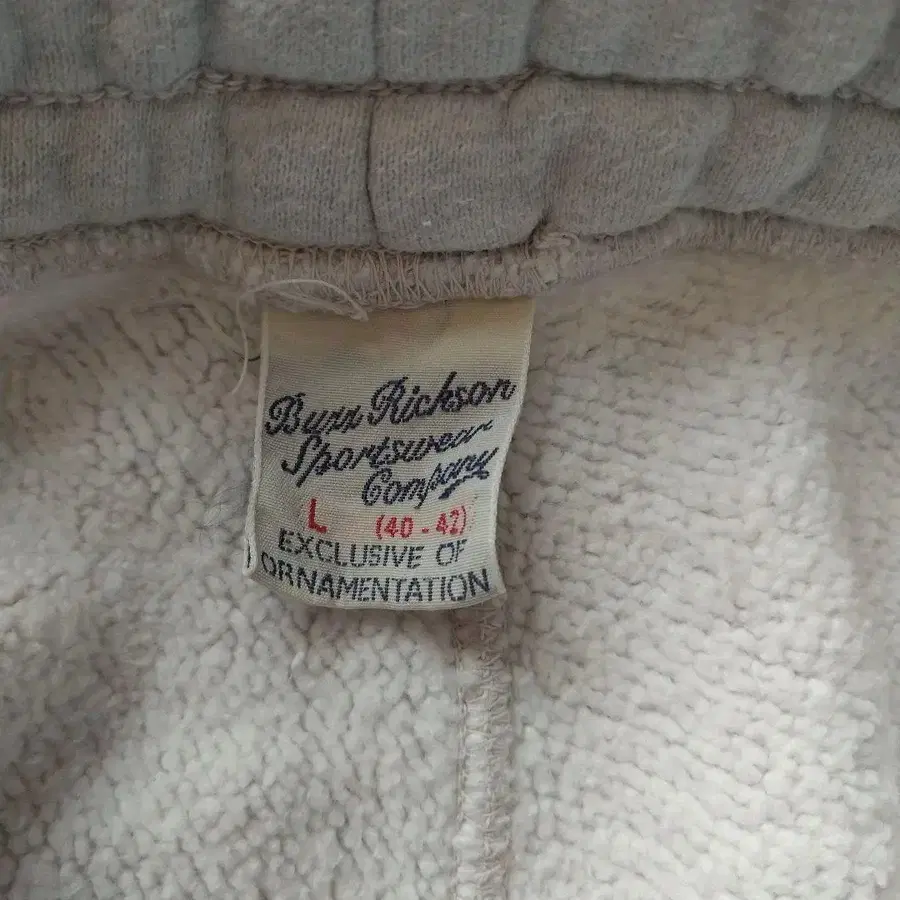 Buzz Rickson
Sportswear
Company
L (40 - 42)
EXCLUSIVE OF
ORNAMENTATION